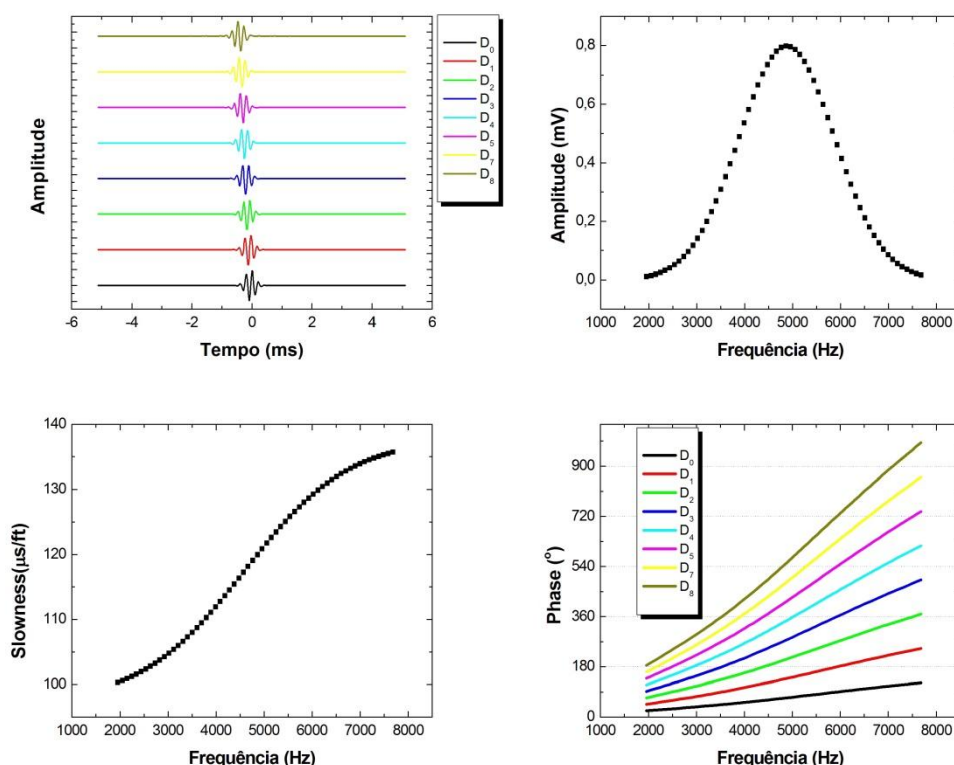 Amplitude
D0
D1
D2
D3
D4
D5
D7
D8
-6 -4 -2 0 2 4 6
Tempo (ms)
Amplitude (mV)
0,8
0,6
0,4
0,2
0,0
1000 2000 3000 4000 5000 6000 7000 8000
Frequência (Hz)
Slowness(μs/ft)
140
130
120
110
100
1000 2000 3000 4000 5000 6000 7000 8000
Frequência (Hz)
Phase (°)
900
720
540
360
180
0
D0
D1
D2
D3
D4
D5
D7
D8
1000 2000 3000 4000 5000 6000 7000 8000
Frequência (Hz)